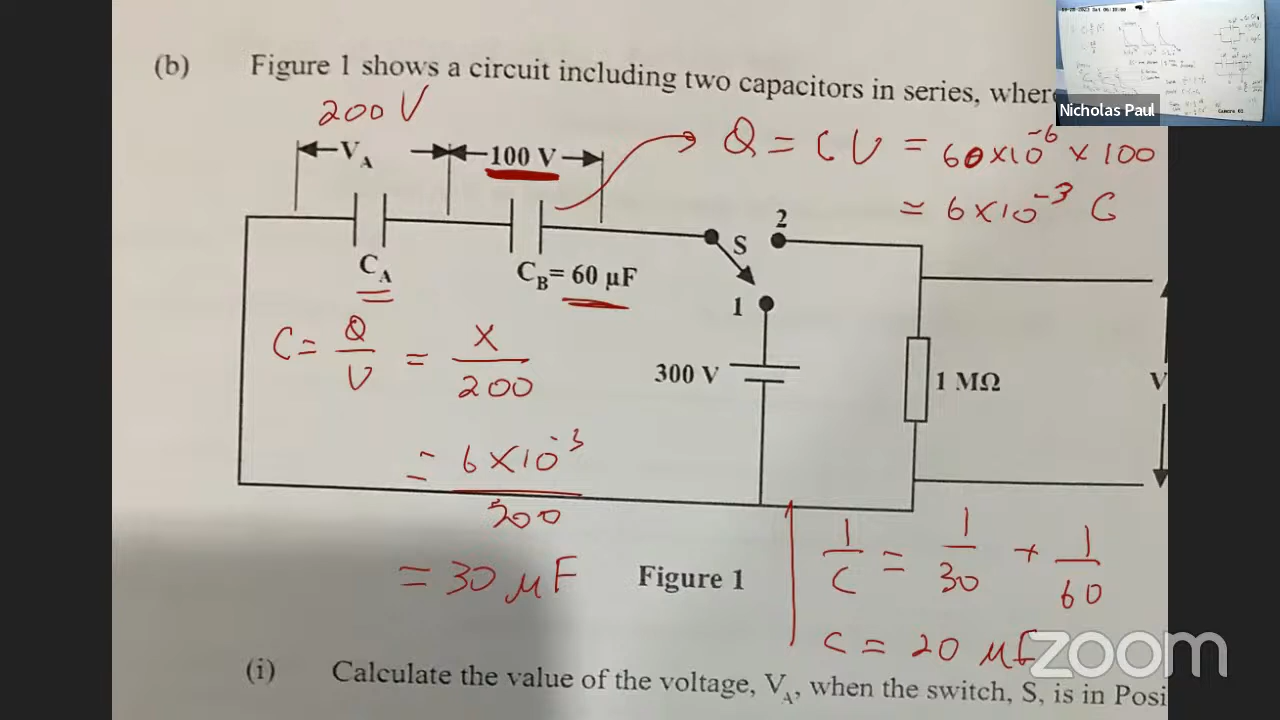 (b) Figure 1 shows a circuit including two capacitors in series, where
Nicholas Paul
200 V
V_A
100 V
Q = CV = 60×10⁻⁶ × 100
= 6×10⁻³ C
C_A
C_B= 60 µF
S
2
1
300 V
1 MΩ
V
C = Q/V = X/200
= 6×10⁻³/200
= 30 µF
Figure 1
1/C = 1/30 + 1/60
C = 20 µF
zoom
(i) Calculate the value of the voltage, V_A, when the switch, S, is in Posi